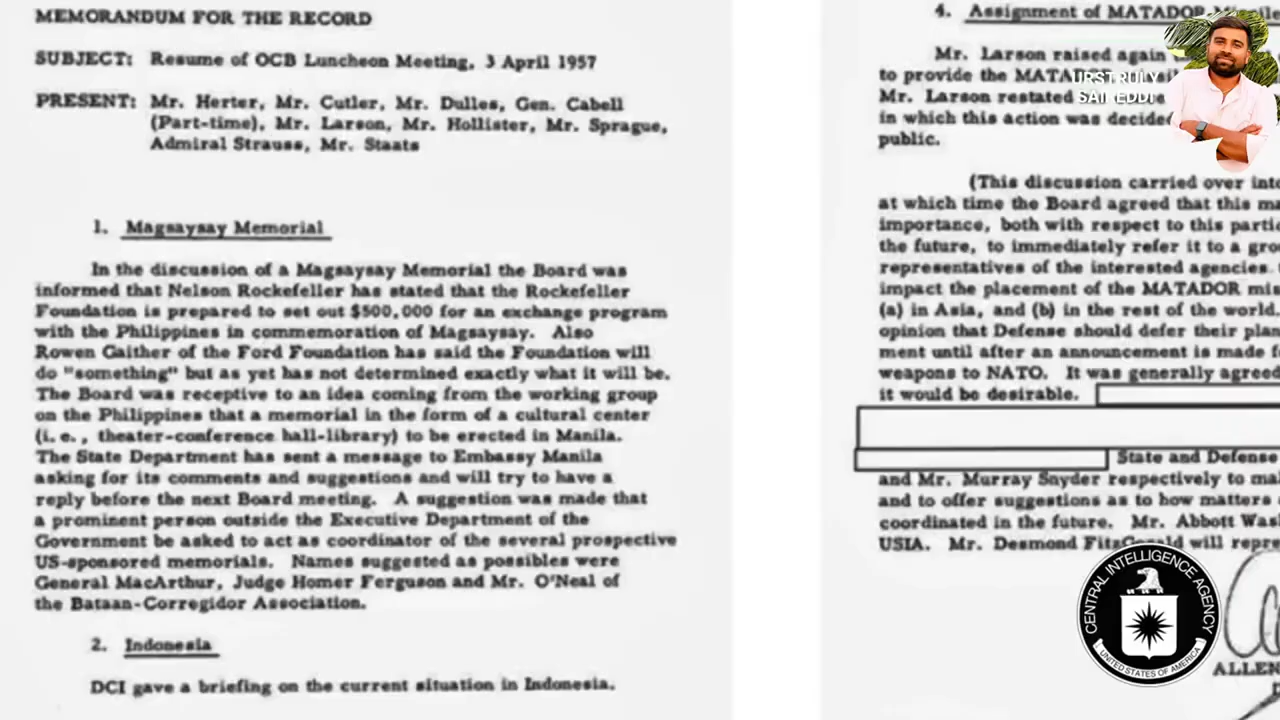 MEMORANDUM FOR THE RECORD
SUBJECT: Resume of OCB Luncheon Meeting, 3 April 1957
PRESENT: Mr. Herter, Mr. Cutler, Mr. Dulles, Gen. Cabell
(Part-time), Mr. Larson, Mr. Hollister, Mr. Sprague,
Admiral Strauss, Mr. Staats
1. Magsaysay Memorial
In the discussion of a Magsaysay Memorial the Board was
informed that Nelson Rockefeller has stated that the Rockefeller
Foundation is prepared to set out $500,000 for an exchange program
with the Philippines in commemoration of Magsaysay. Also
Rowen Gaither of the Ford Foundation has said the Foundation will
do "something" but as yet has not determined exactly what it will be.
The Board was receptive to an idea coming from the working group
on the Philippines that a memorial in the form of a cultural center
(i. e., theater-conference hall-library) to be erected in Manila.
The State Department has sent a message to Embassy Manila
asking for its comments and suggestions and will try to have a
reply before the next Board meeting. A suggestion was made that
a prominent person outside the Executive Department of the
Government be asked to act as coordinator of the several prospective
US-sponsored memorials. Names suggested as possibles were
General MacArthur, Judge Homer Ferguson and Mr. O'Neal of
the Bataan-Corregidor Association.
2. Indonesia
DCI gave a briefing on the current situation in Indonesia.
4. Assignment of MATADOR Missile
Mr. Larson raised again
to provide the MATADOR
Mr. Larson restated
in which this action was decided
public.
(This discussion carried over into
at which time the Board agreed that this ma
importance, both with respect to this partic
the future, to immediately refer it to a gro
representatives of the interested agencies.
impact the placement of the MATADOR mis
(a) in Asia, and (b) in the rest of the world.
opinion that Defense should defer their plan
ment until after an announcement is made f
weapons to NATO. It was generally agreed
it would be desirable.
State and Defense
and Mr. Murray Snyder respectively to ma
and to offer suggestions as to how matters
coordinated in the future. Mr. Abbott Was
USIA. Mr. Desmond FitzGerald will repre
ALLEN
URSTRULY
CENTRAL INTELLIGENCE AGENCY
UNITED STATES OF AMERICA